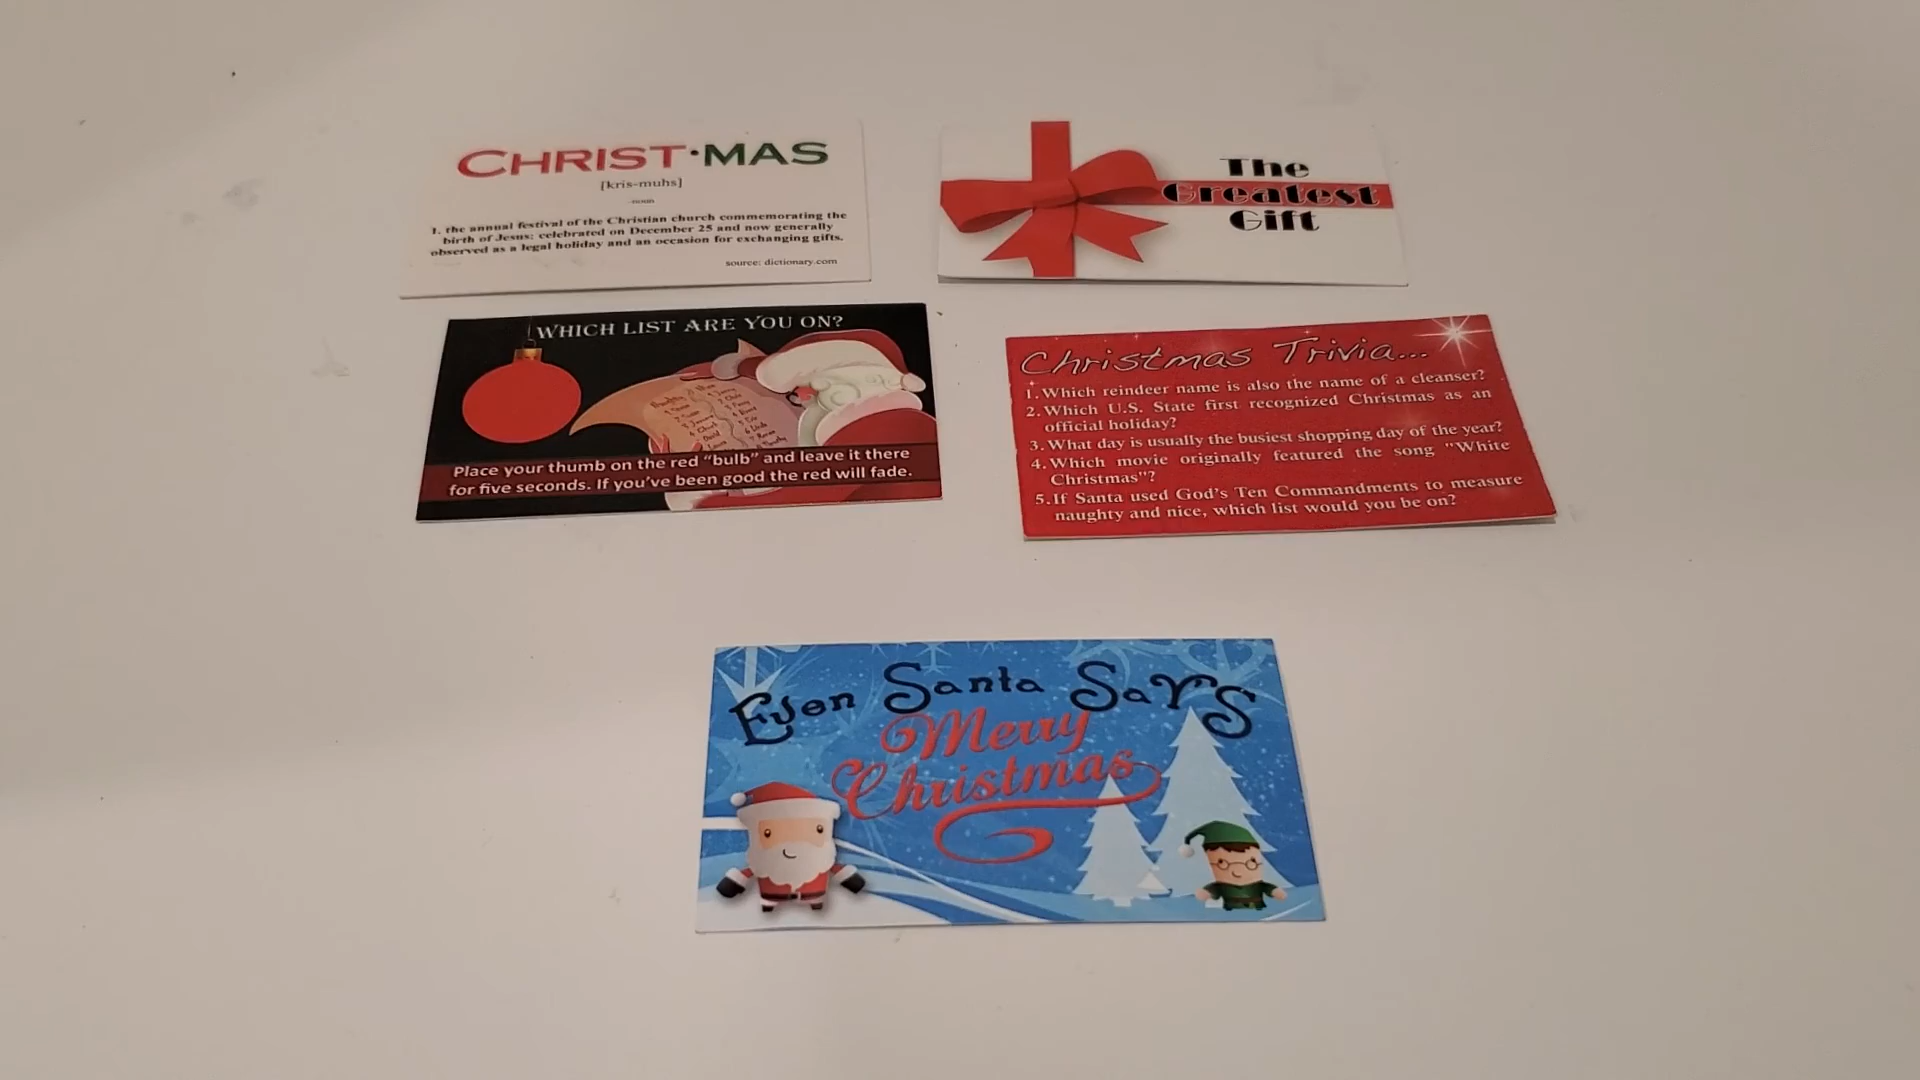 CHRIST•MAS
[kris-muhs]
-noun
1. the annual festival of the Christian church commemorating the
birth of Jesus: celebrated on December 25 and now generally
observed as a legal holiday and an occasion for exchanging gifts.
source: dictionary.com
The
Greatest
Gift
WHICH LIST ARE YOU ON?
Place your thumb on the red “bulb” and leave it there
for five seconds. If you’ve been good the red will fade.
Christmas Trivia...
1. Which reindeer name is also the name of a cleanser?
2. Which U.S. State first recognized Christmas as an
official holiday?
3. What day is usually the busiest shopping day of the year?
4. Which movie originally featured the song "White
Christmas"?
5. If Santa used God's Ten Commandments to measure
naughty and nice, which list would you be on?
Even Santa Says
Merry
Christmas